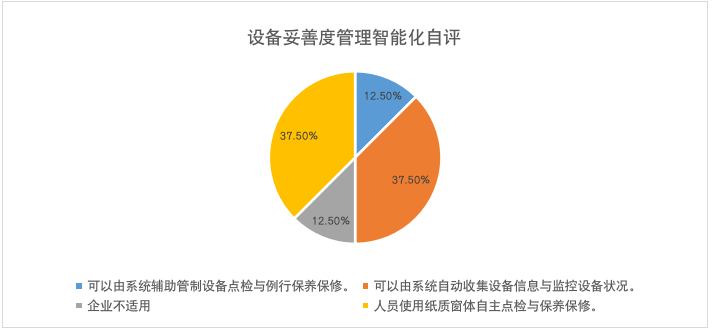 设备妥善度管理智能化自评
12.50%
37.50%
37.50%
12.50%
可以由系统辅助管制设备点检与例行保养保修。
可以由系统自动收集设备信息与监控设备状况。
企业不适用
人员使用纸质窗体自主点检与保养保修。